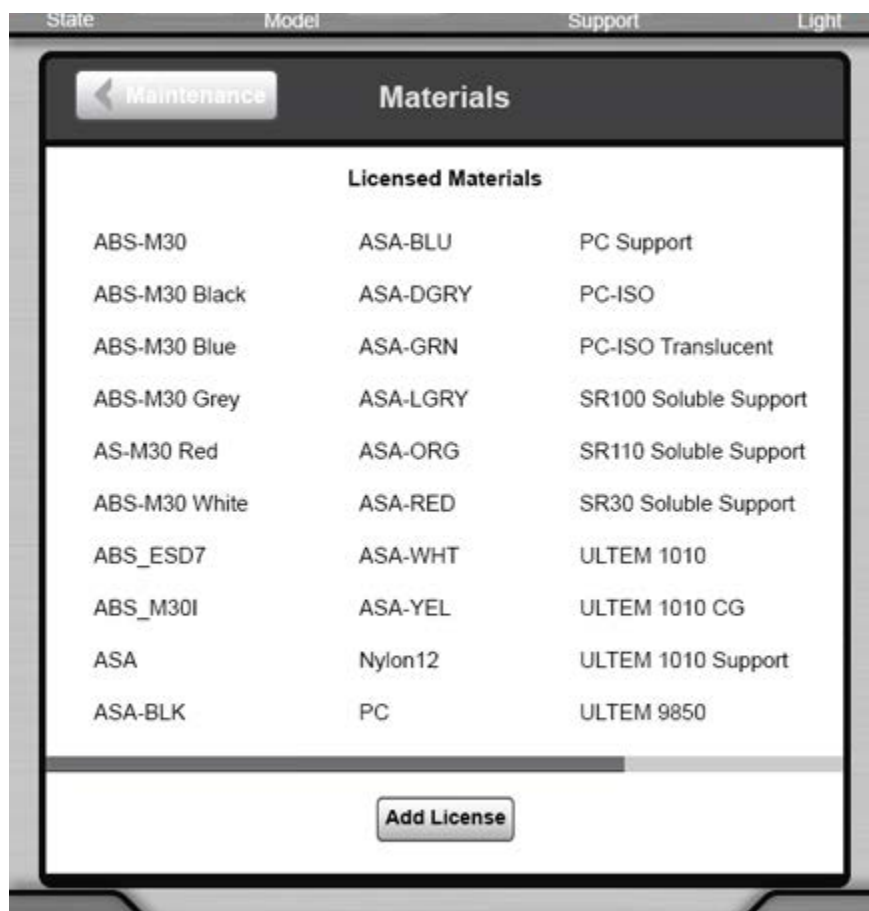 State Model Support Light
Maintenance Materials
Licensed Materials
ABS-M30 ASA-BLU PC Support
ABS-M30 Black ASA-DGRY PC-ISO
ABS-M30 Blue ASA-GRN PC-ISO Translucent
ABS-M30 Grey ASA-LGRY SR100 Soluble Support
AS-M30 Red ASA-ORG SR110 Soluble Support
ABS-M30 White ASA-RED SR30 Soluble Support
ABS_ESD7 ASA-WHT ULTEM 1010
ABS_M30I ASA-YEL ULTEM 1010 CG
ASA Nylon12 ULTEM 1010 Support
ASA-BLK PC ULTEM 9850
Add License